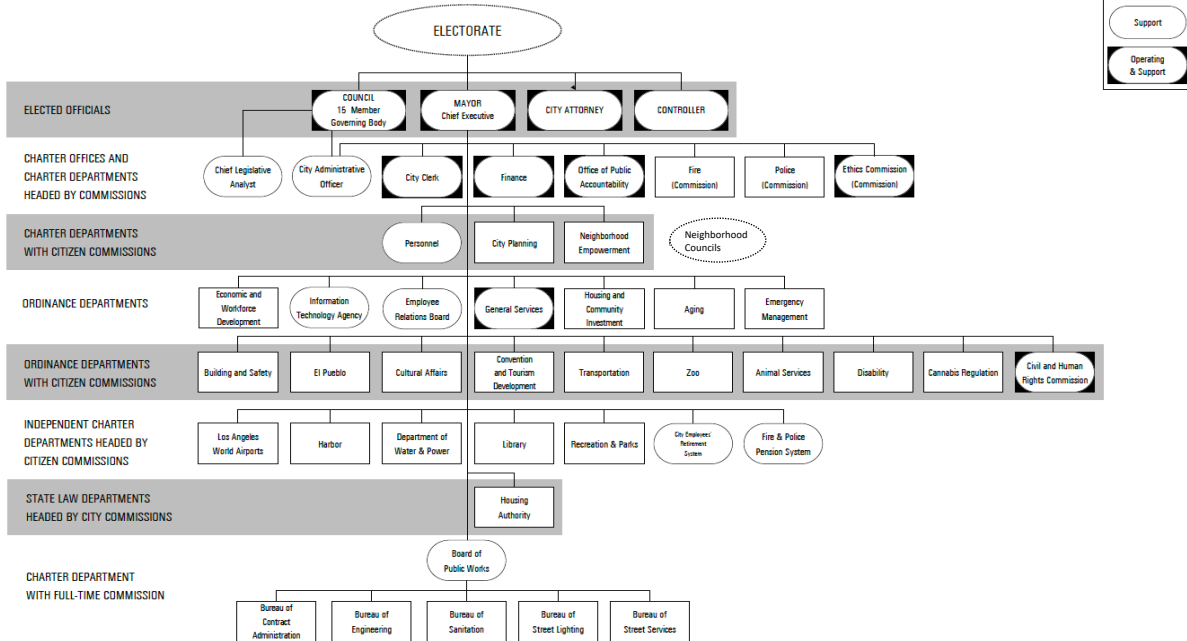 Support
Operating
& Support
ELECTORATE
ELECTED OFFICIALS
COUNCIL
15 Member
Governing Body
MAYOR
Chief Executive
CITY ATTORNEY
CONTROLLER
CHARTER OFFICES AND
CHARTER DEPARTMENTS
HEADED BY COMMISSIONS
Chief Legislative
Analyst
City Administrative
Officer
City Clerk
Finance
Office of Public
Accountability
Fire
(Commission)
Police
(Commission)
Ethics Commission
(Commission)
CHARTER DEPARTMENTS
WITH CITIZEN COMMISSIONS
Personnel
City Planning
Neighborhood
Empowerment
Neighborhood
Councils
ORDINANCE DEPARTMENTS
Economic and
Workforce
Development
Information
Technology Agency
Employee
Relations Board
General Services
Housing and
Community
Investment
Aging
Emergency
Management
ORDINANCE DEPARTMENTS
WITH CITIZEN COMMISSIONS
Building and Safety
El Pueblo
Cultural Affairs
Convention
and Tourism
Development
Transportation
Zoo
Animal Services
Disability
Cannabis Regulation
Civil and Human
Rights Commission
INDEPENDENT CHARTER
DEPARTMENTS HEADED BY
CITIZEN COMMISSIONS
Los Angeles
World Airports
Harbor
Department of
Water & Power
Library
Recreation & Parks
City Employees'
Retirement
System
Fire & Police
Pension System
STATE LAW DEPARTMENTS
HEADED BY CITY COMMISSIONS
Housing
Authority
CHARTER DEPARTMENT
WITH FULL-TIME COMMISSION
Board of
Public Works
Bureau of
Contract
Administration
Bureau of
Engineering
Bureau of
Sanitation
Bureau of
Street Lighting
Bureau of
Street Services